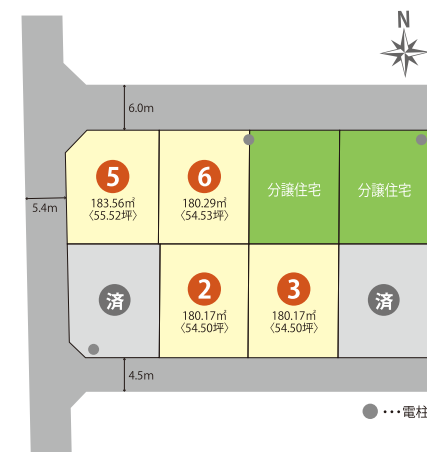 N
6.0m
5
183.56㎡
〈55.52坪〉
6
180.29㎡
〈54.53坪〉
分譲住宅
分譲住宅
5.4m
済
2
180.17㎡
〈54.50坪〉
3
180.17㎡
〈54.50坪〉
済
4.5m
●･･･電柱